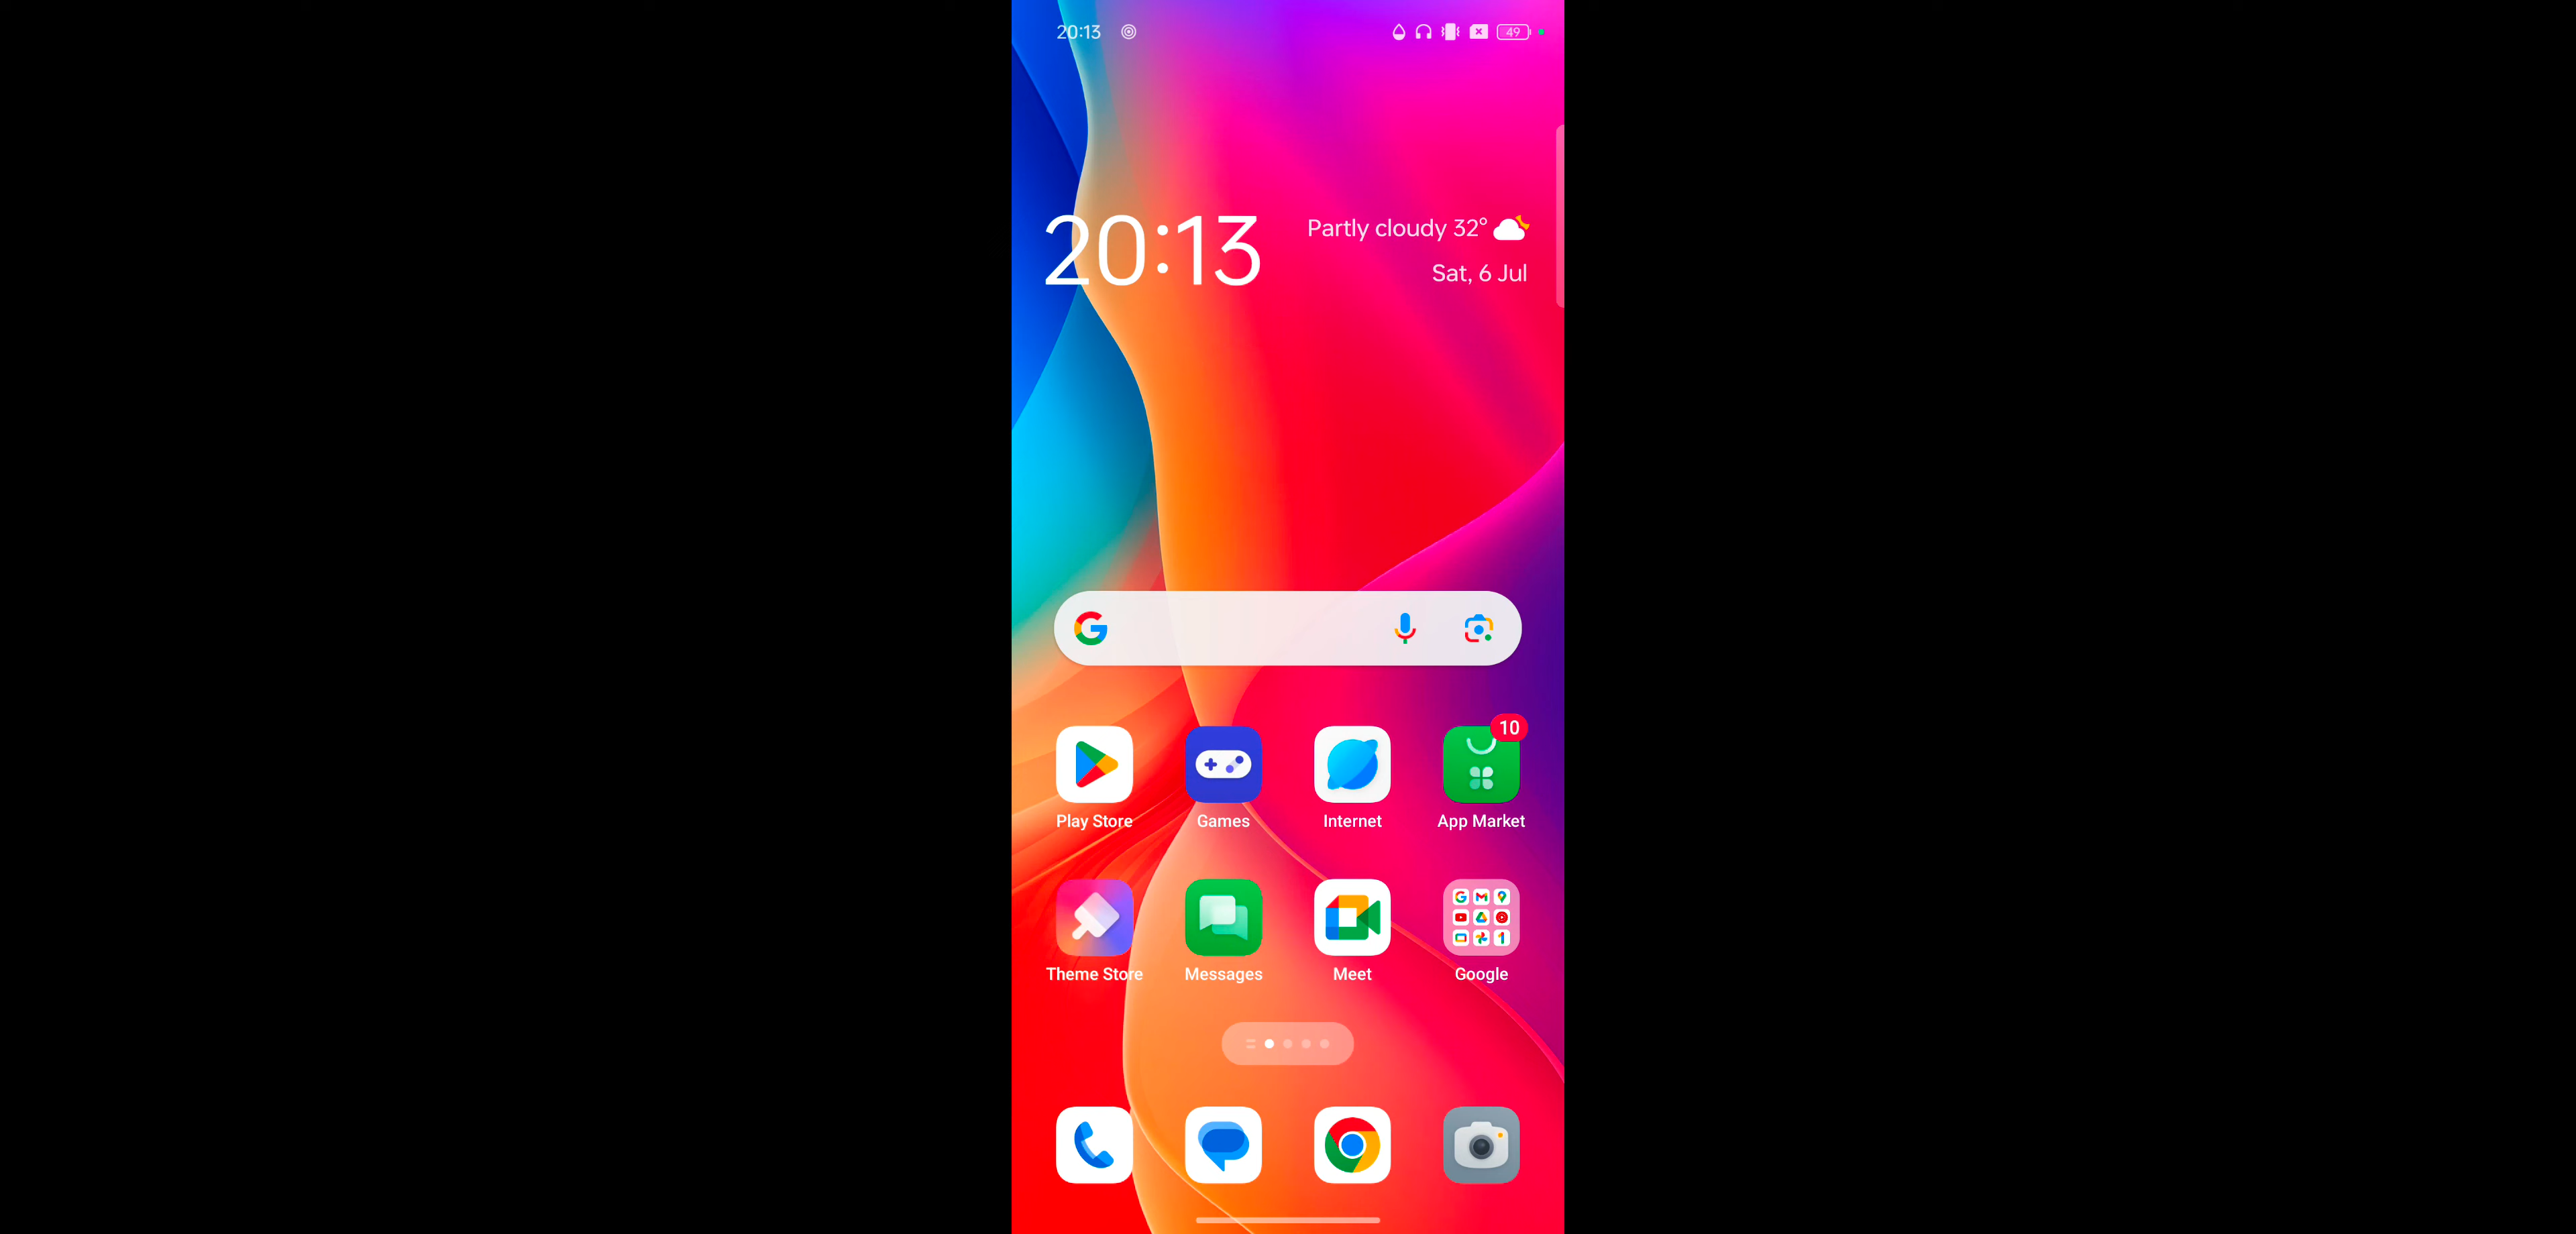 20:13
49
20:13
Partly cloudy 32°
Sat, 6 Jul
10
Play Store
Games
Internet
App Market
Theme Store
Messages
Meet
Google